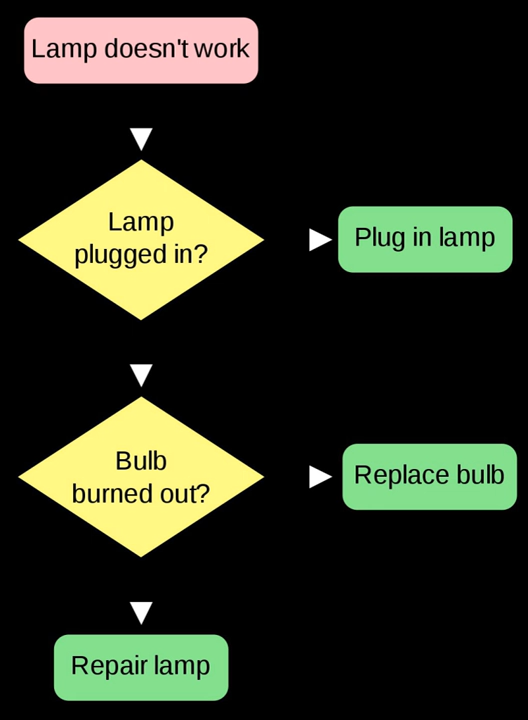 Lamp doesn't work
Lamp
plugged in?
Plug in lamp
Bulb
burned out?
Replace bulb
Repair lamp